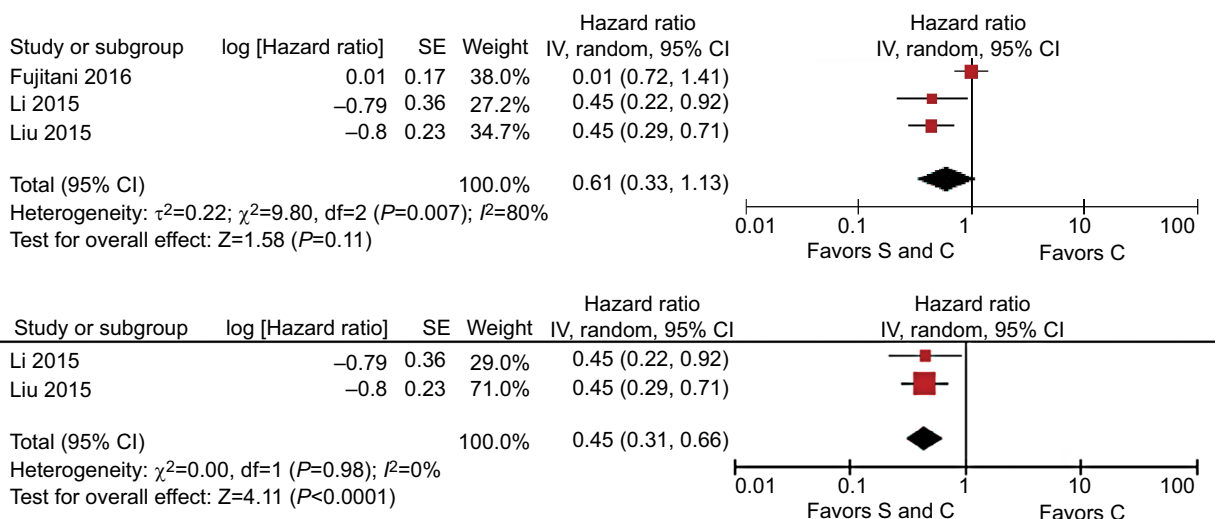 Hazard ratio Hazard ratio
Study or subgroup log [Hazard ratio] SE Weight IV, random, 95% CI IV, random, 95% CI
Fujitani 2016 0.01 0.17 38.0% 0.01 (0.72, 1.41)
Li 2015 –0.79 0.36 27.2% 0.45 (0.22, 0.92)
Liu 2015 –0.8 0.23 34.7% 0.45 (0.29, 0.71)
Total (95% CI) 100.0% 0.61 (0.33, 1.13)
Heterogeneity: τ²=0.22; χ²=9.80, df=2 (P=0.007); I²=80%
Test for overall effect: Z=1.58 (P=0.11)
0.01 0.1 1 10 100
Favors S and C Favors C
Hazard ratio Hazard ratio
Study or subgroup log [Hazard ratio] SE Weight IV, random, 95% CI IV, random, 95% CI
Li 2015 –0.79 0.36 29.0% 0.45 (0.22, 0.92)
Liu 2015 –0.8 0.23 71.0% 0.45 (0.29, 0.71)
Total (95% CI) 100.0% 0.45 (0.31, 0.66)
Heterogeneity: χ²=0.00, df=1 (P=0.98); I²=0%
Test for overall effect: Z=4.11 (P<0.0001)
0.01 0.1 1 10 100
Favors S and C Favors C